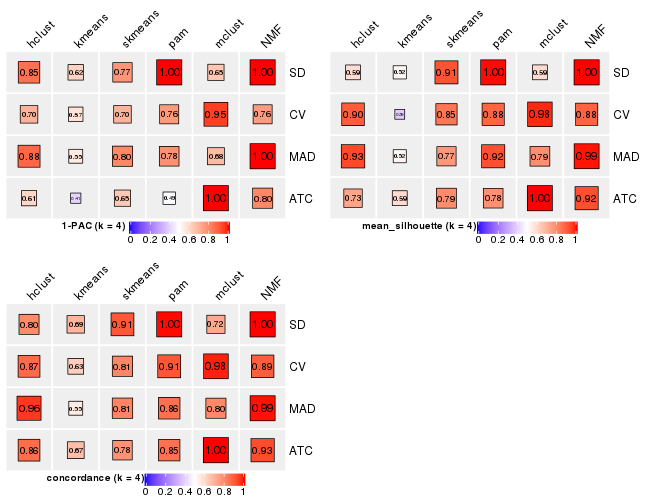 hclust kmeans skmeans pam mclust NMF
0.85 0.62 0.77 1.00 0.65 1.00 SD
0.70 0.57 0.70 0.76 0.95 0.76 CV
0.88 0.55 0.80 0.78 0.68 1.00 MAD
0.61 0.41 0.65 0.49 1.00 0.80 ATC
1-PAC (k = 4)
0 0.2 0.4 0.6 0.8 1
hclust kmeans skmeans pam mclust NMF
0.59 0.52 0.91 1.00 0.59 1.00 SD
0.90 0.85 0.88 0.98 0.88 CV
0.93 0.52 0.77 0.92 0.79 0.99 MAD
0.73 0.59 0.79 0.78 1.00 0.92 ATC
mean_silhouette (k = 4)
0 0.2 0.4 0.6 0.8 1
hclust kmeans skmeans pam mclust NMF
0.80 0.69 0.91 1.00 0.72 1.00 SD
0.87 0.63 0.81 0.91 0.98 0.89 CV
0.96 0.55 0.81 0.86 0.80 0.99 MAD
0.86 0.67 0.78 0.85 1.00 0.93 ATC
concordance (k = 4)
0 0.2 0.4 0.6 0.8 1